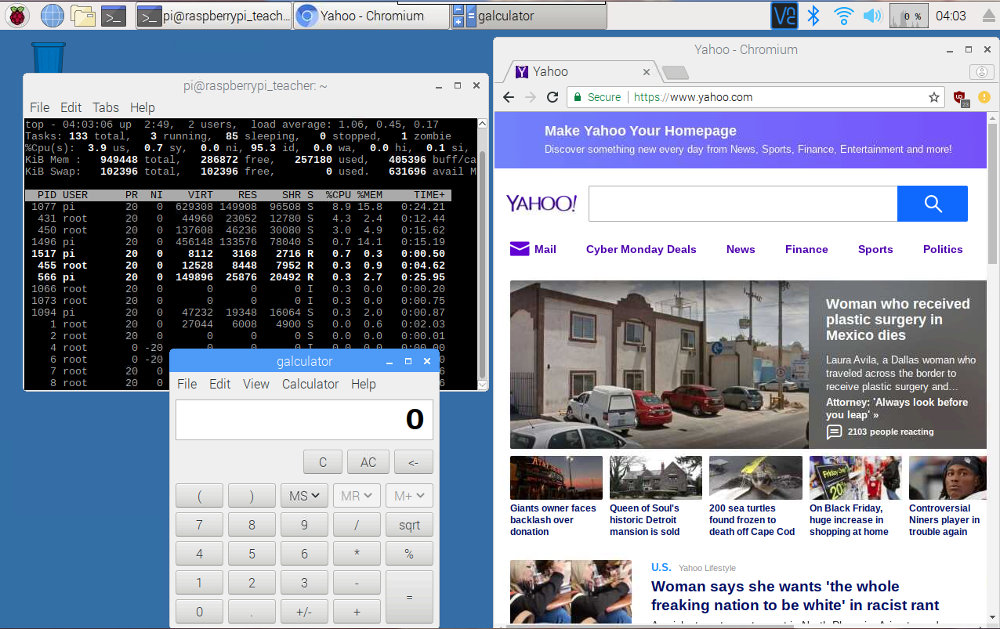 pi@raspberrypi_teach...
Yahoo - Chromium
galculator
V2
0 %
04:03
pi@raspberrypi_teacher: ~
File Edit Tabs Help
top - 04:03:06 up 2:49, 2 users, load average: 1.06, 0.45, 0.17
Tasks: 133 total, 3 running, 85 sleeping, 0 stopped, 1 zombie
%Cpu(s): 3.9 us, 0.7 sy, 0.0 ni, 95.3 id, 0.0 wa, 0.0 hi, 0.1 si,
KiB Mem : 949448 total, 286872 free, 257180 used, 405396 buff/ca
KiB Swap: 102396 total, 102396 free, 0 used. 631696 avail M
PID USER PR NI VIRT RES SHR S %CPU %MEM TIME+
1077 pi 20 0 629308 149908 96508 S 8.9 15.8 0:24.21
431 root 20 0 44960 23052 12780 S 4.3 2.4 0:12.44
450 root 20 0 137608 46236 30080 S 3.0 4.9 0:15.62
1496 pi 20 0 456148 133576 78040 S 0.7 14.1 0:15.19
1517 pi 20 0 8112 3168 2716 R 0.7 0.3 0:00.50
455 root 20 0 12528 8448 7952 R 0.3 0.9 0:04.62
566 pi 20 0 149896 25876 20492 R 0.3 2.7 0:25.95
1066 root 20 0 0 0 0 I 0.3 0.0 0:00.20
1073 root 20 0 0 0 0 I 0.3 0.0 0:00.75
1094 pi 20 0 47232 19348 16064 S 0.3 2.0 0:00.87
1 root 20 0 27044 6008 4900 S 0.0 0.6 0:02.03
2 root 20 0 0 0 0 S 0.0 0.0 0:00.01
4 root 0 -20 0 0 0 I 0.0 0.0 0:00.00
6 root 0 -20
7 root 20 0
8 root 20 0
galculator
File Edit View Calculator Help
0
C AC <-
( ) MS MR M+
7 8 9 / sqrt
4 5 6 * %
1 2 3 - =
0 . +/- +
Yahoo - Chromium
Yahoo
Secure https://www.yahoo.com
23
Make Yahoo Your Homepage
Discover something new every day from News, Sports, Finance, Entertainment and more!
YAHOO!
Mail Cyber Monday Deals News Finance Sports Politics
Woman who received
plastic surgery in
Mexico dies
Laura Avila, a Dallas woman who
traveled across the border to
receive plastic surgery and…
Attorney: 'Always look before
you leap' »
2103 people reacting
Giants owner faces
backlash over
donation
Queen of Soul's
historic Detroit
mansion is sold
200 sea turtles
found frozen to
death off Cape Cod
Friday Only
20%
On Black Friday,
huge increase in
shopping at home
Controversial
Niners player in
trouble again
U.S. Yahoo Lifestyle
Woman says she wants 'the whole
freaking nation to be white' in racist rant